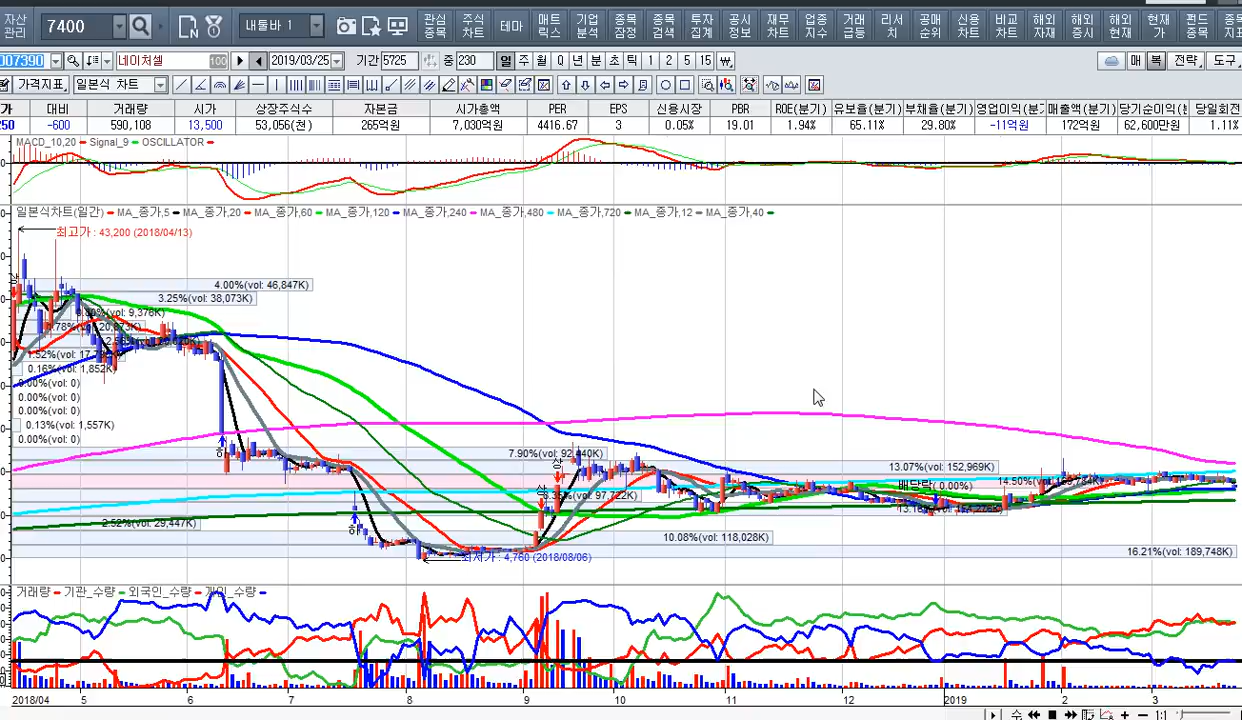 자산 관리 7400 내툴바 1 관심 종목 주식 차트 테마 매트 릭스 기업 분석 종목 잠정 종목 검색 투자 집계 공시 정보 재무 차트 업종 지수 거래 급등 리서 치 공매 순위 신용 차트 비교 차트 해외 자재 해외 증시 해외 현재 현재 가 펀드 종목
007390 네이처셀 100 2019/03/25 기간 5725 중 230 일 주 월 Q 년 분 초 틱 1 2 5 15 매 복 전략 도구
가격지표 일본식 차트
대비 거래량 시가 상장주식수 자본금 시가총액 PER EPS 신용시장 PBR ROE(분기) 유보율(분기) 부채율(분기) 영업이익(분기 매출액(분기) 당기순이익(분 당일회전
250 -600 590,108 13,500 53,056(천) 265억원 7,030억원 4416.67 3 0.05% 19.01 1.94% 65.11% 29.80% -11억원 172억원 62,600만원 1.11%
MACD_10,20 Signal_9 OSCILLATOR
일본식차트(일간) MA_종가,5 MA_종가,20 MA_종가,60 MA_종가,120 MA_종가,240 MA_종가,480 MA_종가,720 MA_종가,12 MA_종가,40
최고가 : 43,200 (2018/04/13)
4.00%(vol: 46,847K)
3.25%(vol: 38,073K)
1.52%(vol:
0.16%(vol: 1,852K)
0.00%(vol: 0)
0.00%(vol: 0)
0.00%(vol: 0)
0.13%(vol: 1,557K)
0.00%(vol: 0)
7.90%(vol: 92,440K)
13.07%(vol: 152,969K)
14.50%(vol:
배당락( 0.00%)
(vol: 97,722K)
2.52%(vol: 29,447K)
10.08%(vol: 118,028K)
16.21%(vol: 189,748K)
최저가 : 4,760 (2018/08/06)
거래량 기관_수량 외국인_수량 개인_수량
2018/04 5 6 7 8 9 10 11 12 2019 2 3
수 1:1